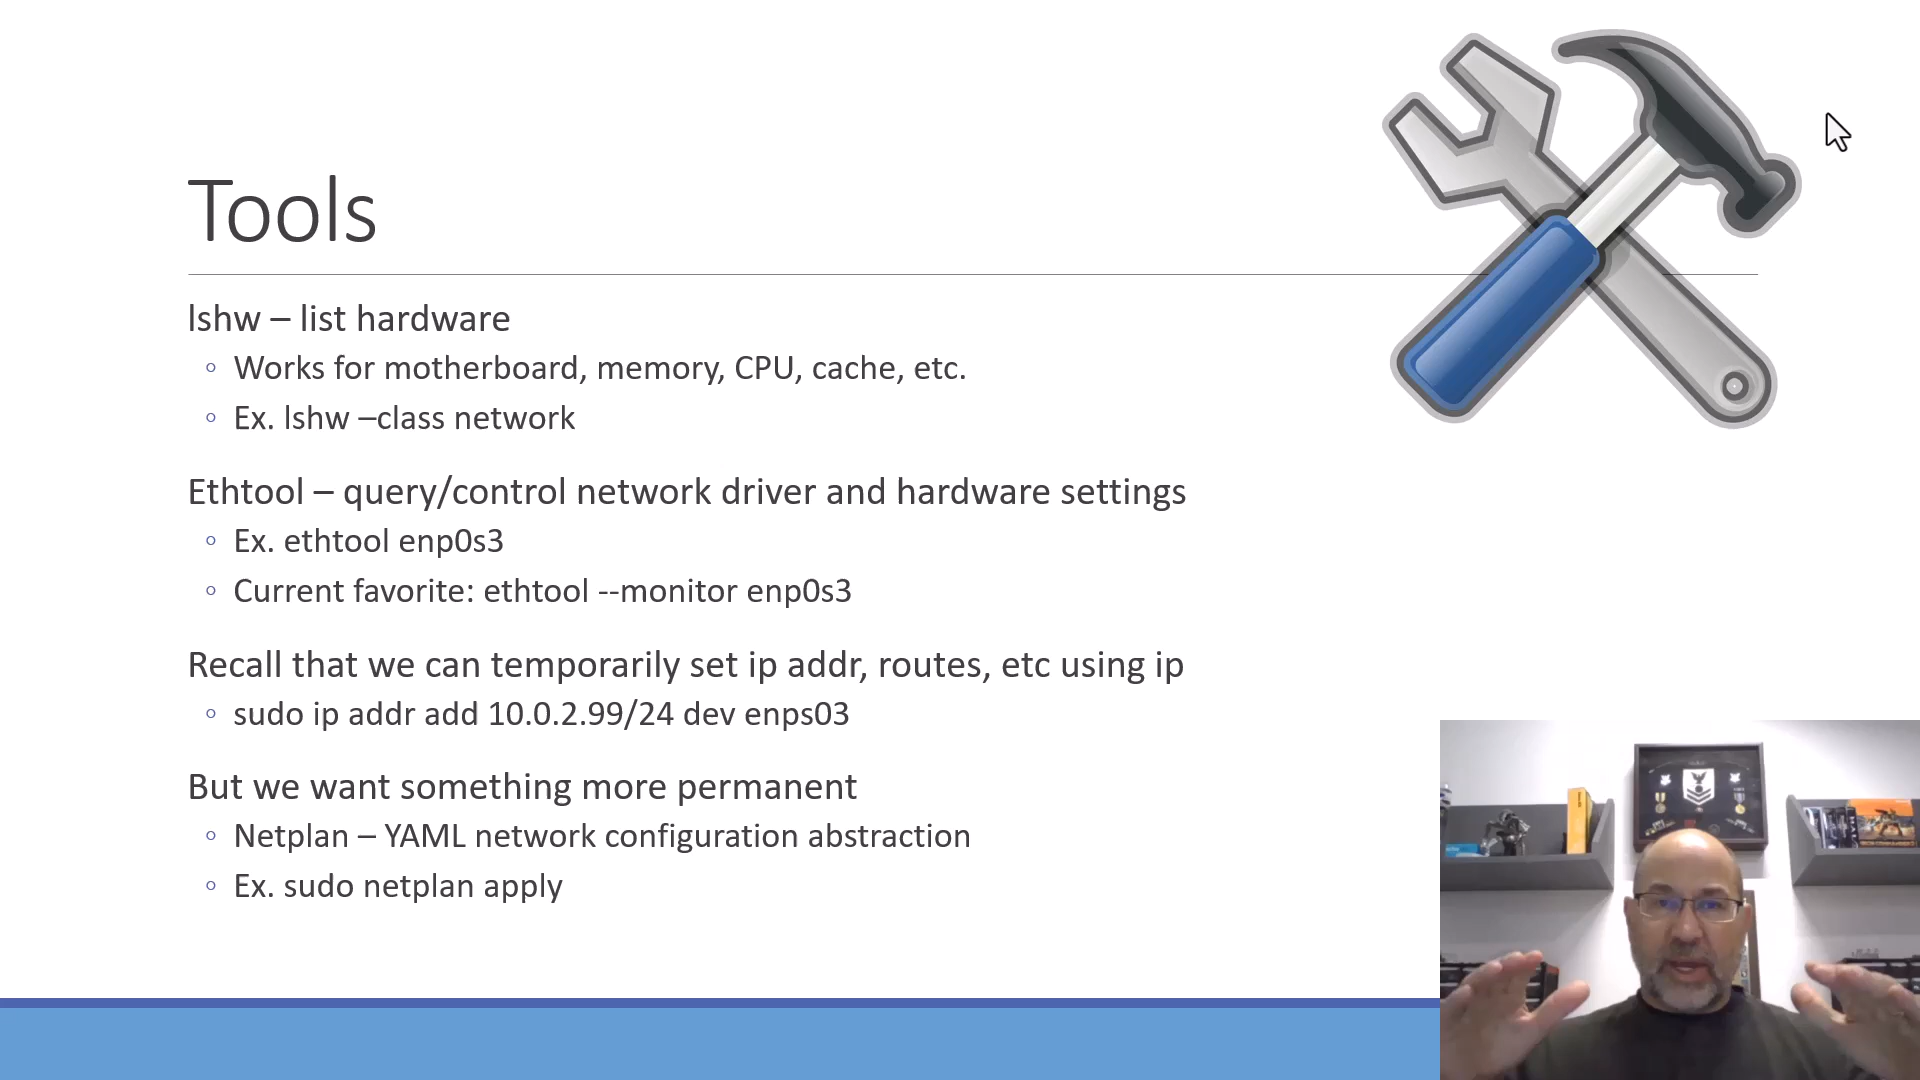 Tools
lshw – list hardware
◦ Works for motherboard, memory, CPU, cache, etc.
◦ Ex. lshw –class network
Ethtool – query/control network driver and hardware settings
◦ Ex. ethtool enp0s3
◦ Current favorite: ethtool --monitor enp0s3
Recall that we can temporarily set ip addr, routes, etc using ip
◦ sudo ip addr add 10.0.2.99/24 dev enps03
But we want something more permanent
◦ Netplan – YAML network configuration abstraction
◦ Ex. sudo netplan apply